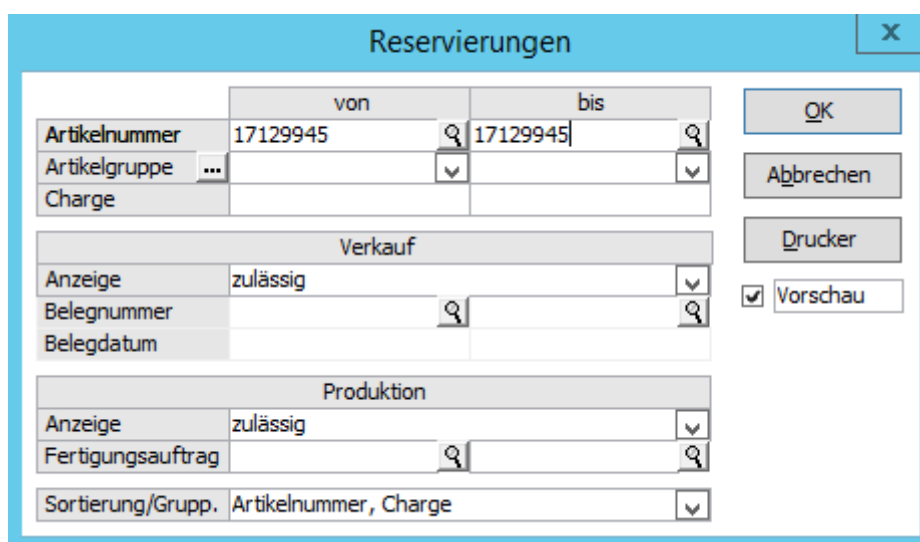 Reservierungen
x
von bis
Artikelnummer 17129945 17129945
Artikelgruppe ...
Charge
Verkauf
Anzeige zulässig
Belegnummer
Belegdatum
Produktion
Anzeige zulässig
Fertigungsauftrag
Sortierung/Grupp. Artikelnummer, Charge
OK
Abbrechen
Drucker
Vorschau